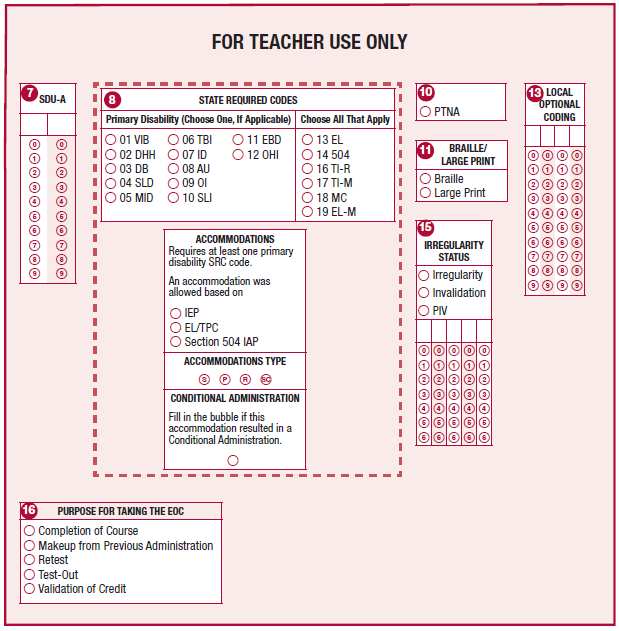 FOR TEACHER USE ONLY
7 SDU-A
0 0
1 1
2 2
3 3
4 4
5 5
6 6
7 7
8 8
9 9
8 STATE REQUIRED CODES
Primary Disability (Choose One, If Applicable)
01 VIB
02 DHH
03 DB
04 SLD
05 MID
06 TBI
07 ID
08 AU
09 OI
10 SLI
11 EBD
12 OHI
Choose All That Apply
13 EL
14 504
16 TI-R
17 TI-M
18 MC
19 EL-M
ACCOMMODATIONS
Requires at least one primary
disability SRC code.
An accommodation was
allowed based on
IEP
EL/TPC
Section 504 IAP
ACCOMMODATIONS TYPE
S P R SC
CONDITIONAL ADMINISTRATION
Fill in the bubble if this
accommodation resulted in a
Conditional Administration.
10
PTNA
11 BRAILLE/
LARGE PRINT
Braille
Large Print
15
IRREGULARITY
STATUS
Irregularity
Invalidation
PIV
0 0 0 0 0
1 1 1 1 1
2 2 2 2 2
3 3 3 3 3
4 4 4 4 4
5 5 5 5 5
6 6 6 6 6
13 LOCAL
OPTIONAL
CODING
0 0 0 0
1 1 1 1
2 2 2 2
3 3 3 3
4 4 4 4
5 5 5 5
6 6 6 6
7 7 7 7
8 8 8 8
9 9 9 9
16 PURPOSE FOR TAKING THE EOC
Completion of Course
Makeup from Previous Administration
Retest
Test-Out
Validation of Credit